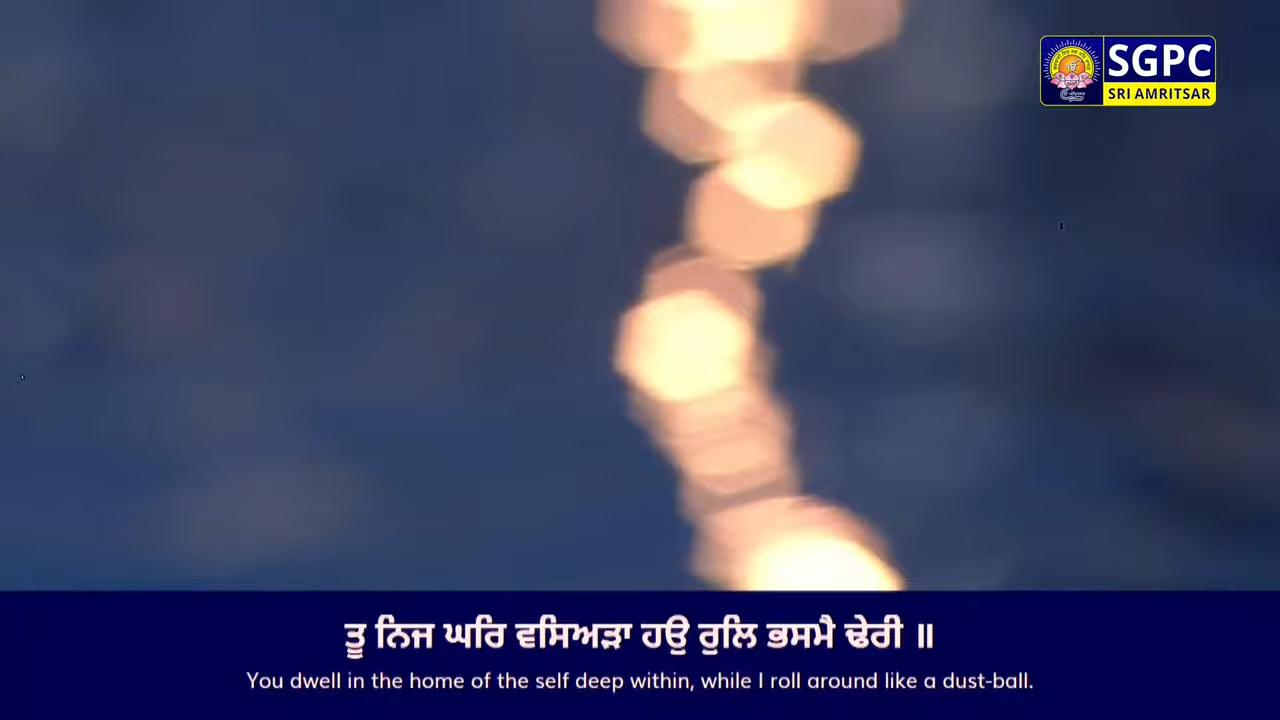 SGPC
SRI AMRITSAR
ਤੂ ਨਿਜ ਘਰਿ ਵਸਿਅੜਾ ਹਉ ਰੁਲਿ ਭਸਮੈ ਢੇਰੀ ॥
You dwell in the home of the self deep within, while I roll around like a dust-ball.